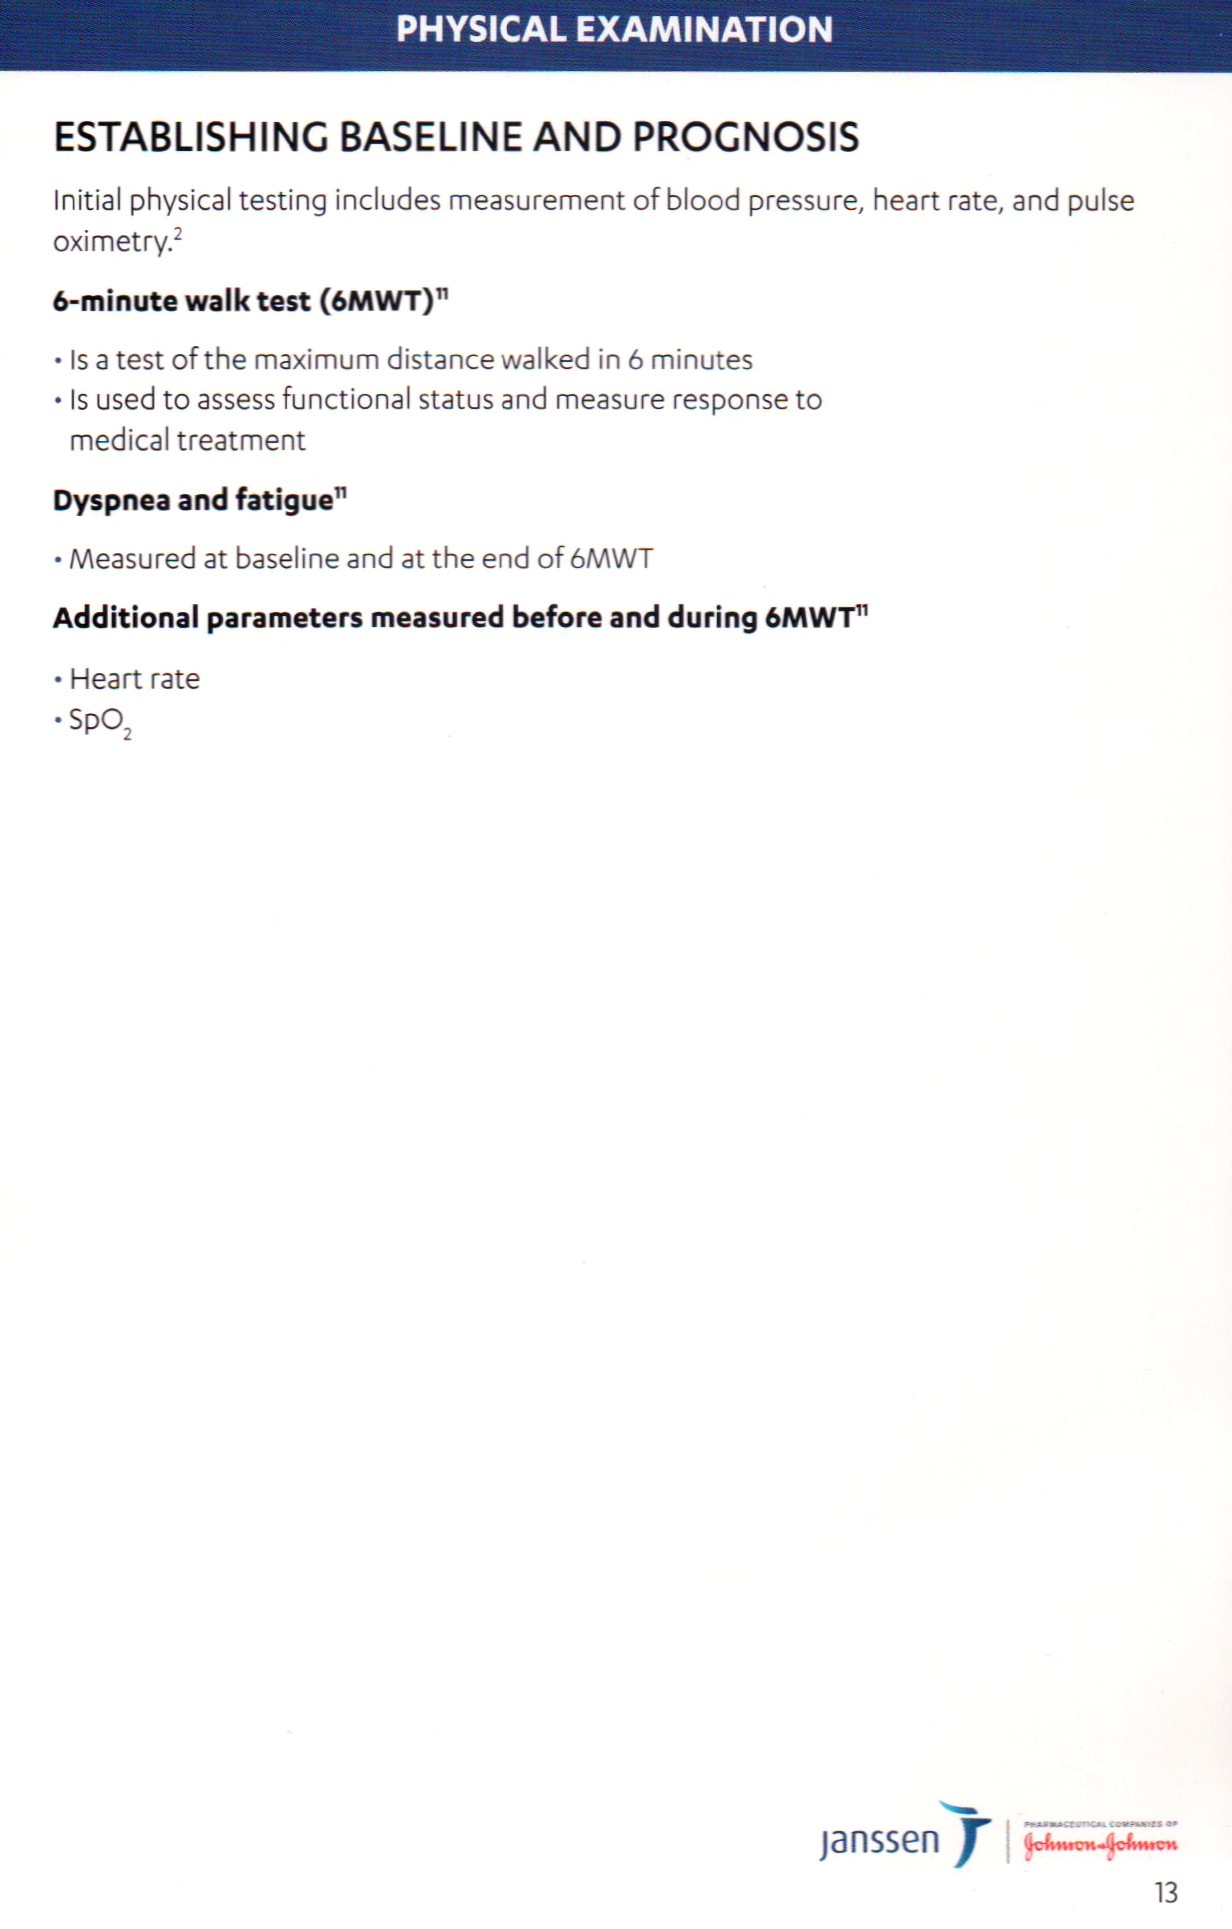 PHYSICAL EXAMINATION
ESTABLISHING BASELINE AND PROGNOSIS
Initial physical testing includes measurement of blood pressure, heart rate, and pulse
oximetry.²
6-minute walk test (6MWT)¹¹
• Is a test of the maximum distance walked in 6 minutes
• Is used to assess functional status and measure response to
medical treatment
Dyspnea and fatigue¹¹
• Measured at baseline and at the end of 6MWT
Additional parameters measured before and during 6MWT¹¹
• Heart rate
• SpO₂
janssen
PHARMACEUTICAL COMPANIES OF
Johnson&Johnson
13